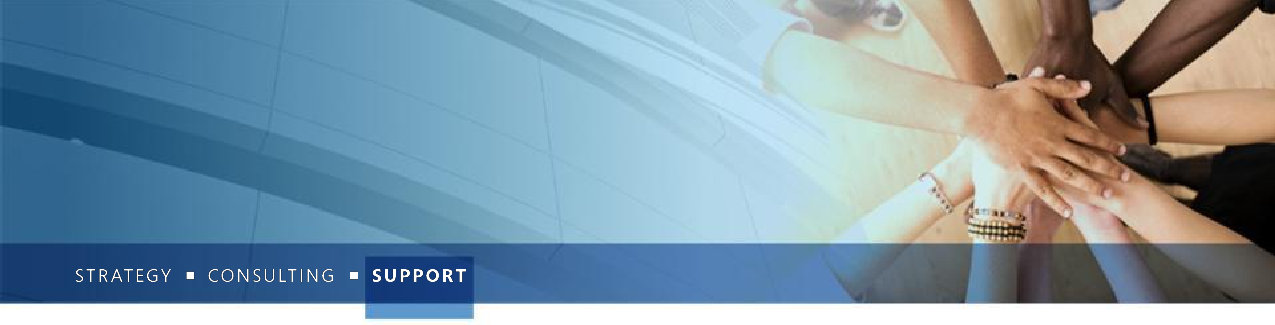 STRATEGY ▪ CONSULTING ▪ SUPPORT